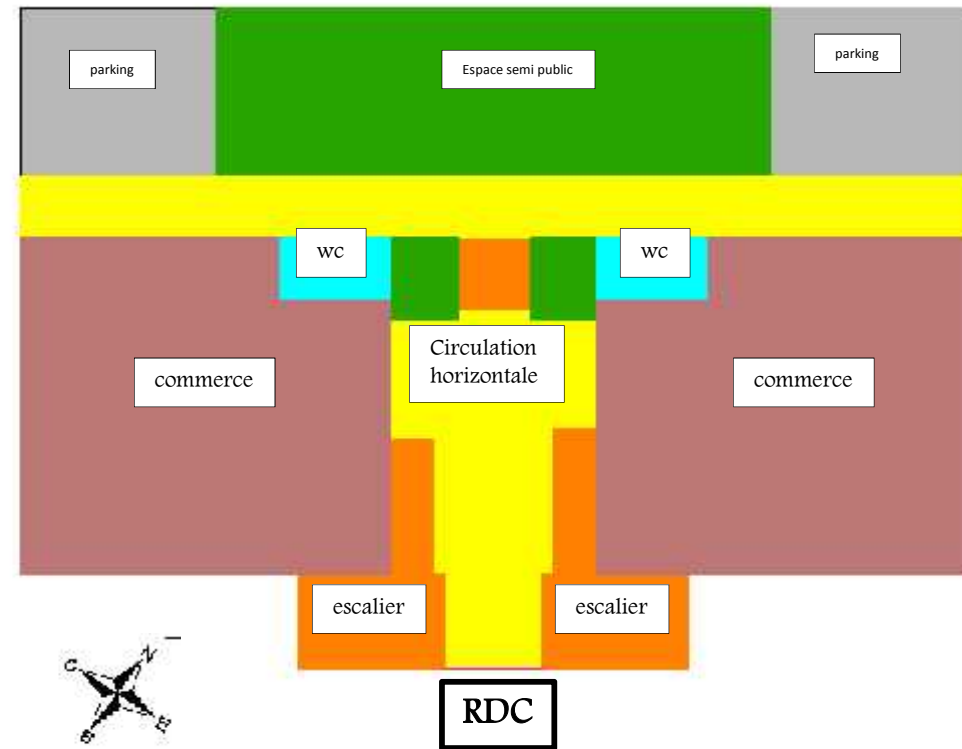 parking
Espace semi public
parking
wc
wc
Circulation
horizontale
commerce
commerce
escalier
escalier
N
RDC